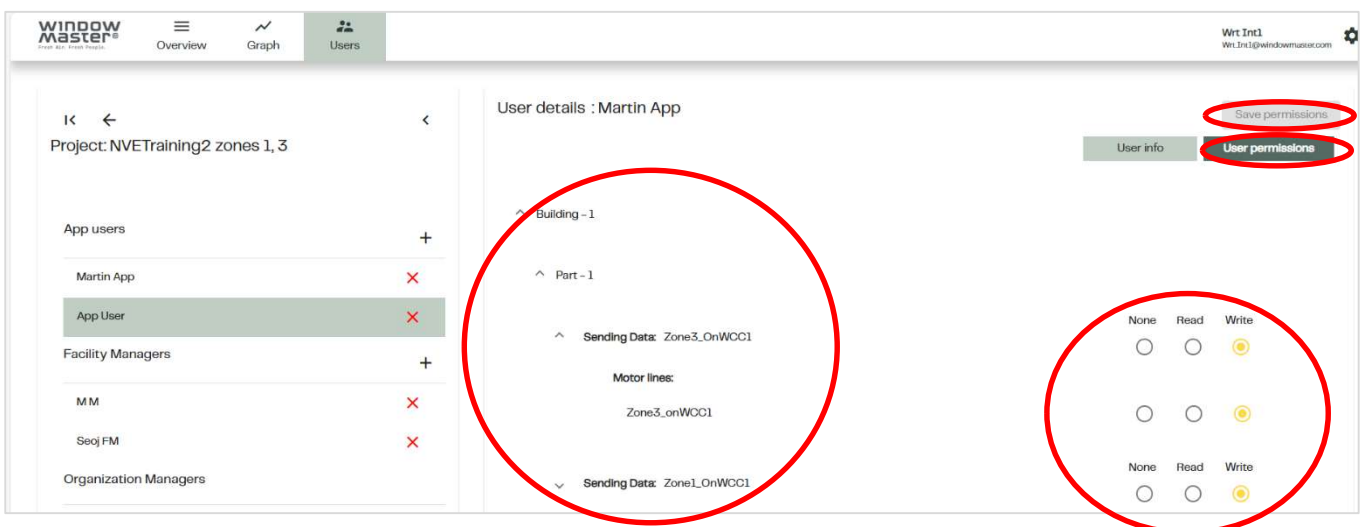 WINDOW
Master®
Fresh Air. Fresh People.
Overview
Graph
Users
Wrt Int1
Wrt.Int1@windowmaster.com
Project: NVETraining2 zones 1, 3
App users
+
Martin App
App User
Facility Managers
+
M M
Seoj FM
Organization Managers
User details : Martin App
Save permissions
User info
User permissions
Building - 1
Part - 1
Sending Data: Zone3_OnWCC1
None Read Write
Motor lines:
Zone3_onWCC1
None Read Write
Sending Data: Zone1_OnWCC1